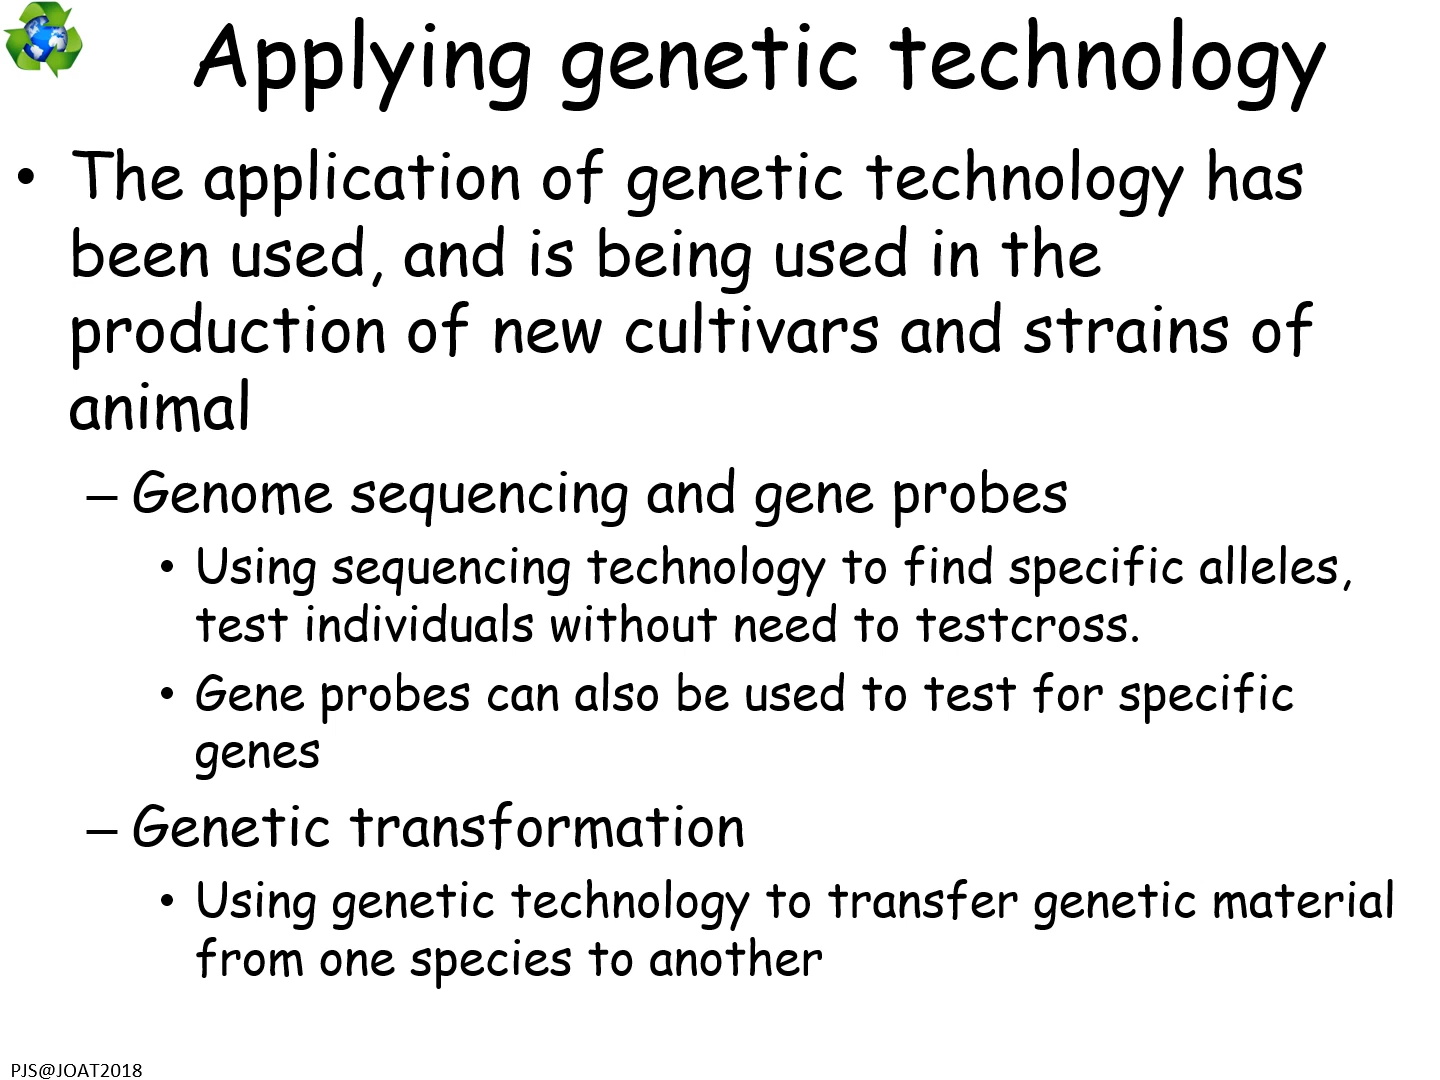 Applying genetic technology
• The application of genetic technology has
been used, and is being used in the
production of new cultivars and strains of
animal
– Genome sequencing and gene probes
• Using sequencing technology to find specific alleles,
test individuals without need to testcross.
• Gene probes can also be used to test for specific
genes
– Genetic transformation
• Using genetic technology to transfer genetic material
from one species to another
PJS@JOAT2018